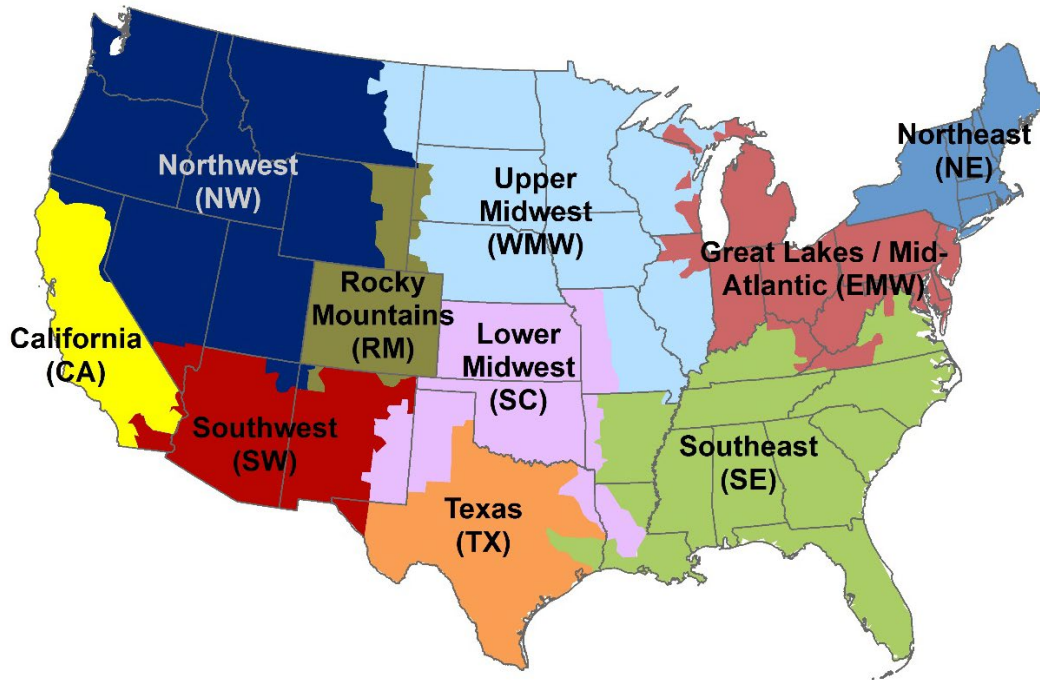 Northwest
(NW)
Upper
Midwest
(WMW)
Northeast
(NE)
Great Lakes / Mid-
Atlantic (EMW)
Rocky
Mountains
(RM)
California
(CA)
Lower
Midwest
(SC)
Southwest
(SW)
Southeast
(SE)
Texas
(TX)